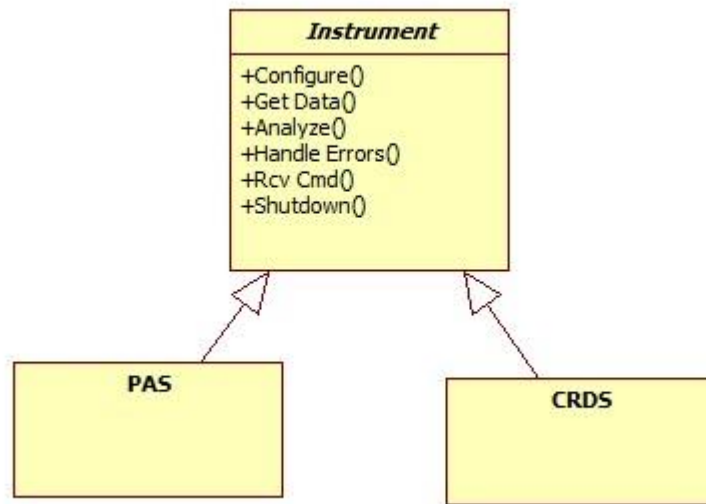 Instrument
+Configure()
+Get Data()
+Analyze()
+Handle Errors()
+Rcv Cmd()
+Shutdown()
PAS
CRDS